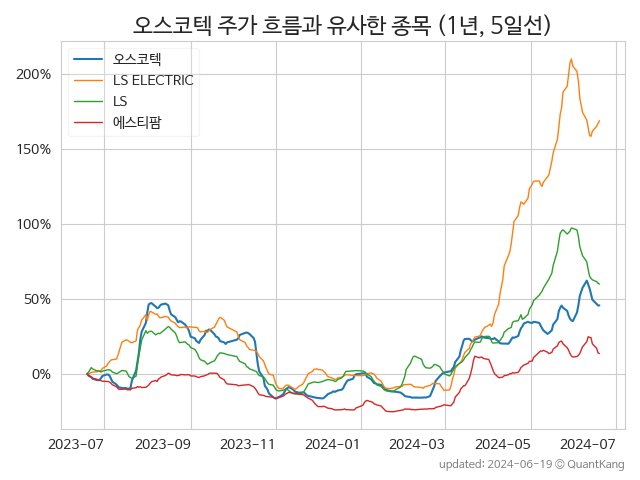 오스코텍 주가 흐름과 유사한 종목 (1년, 5일선)
오스코텍
LS ELECTRIC
LS
에스티팜
200%
150%
100%
50%
0%
2023-07 2023-09 2023-11 2024-01 2024-03 2024-05 2024-07
updated: 2024-06-19 © QuantKang